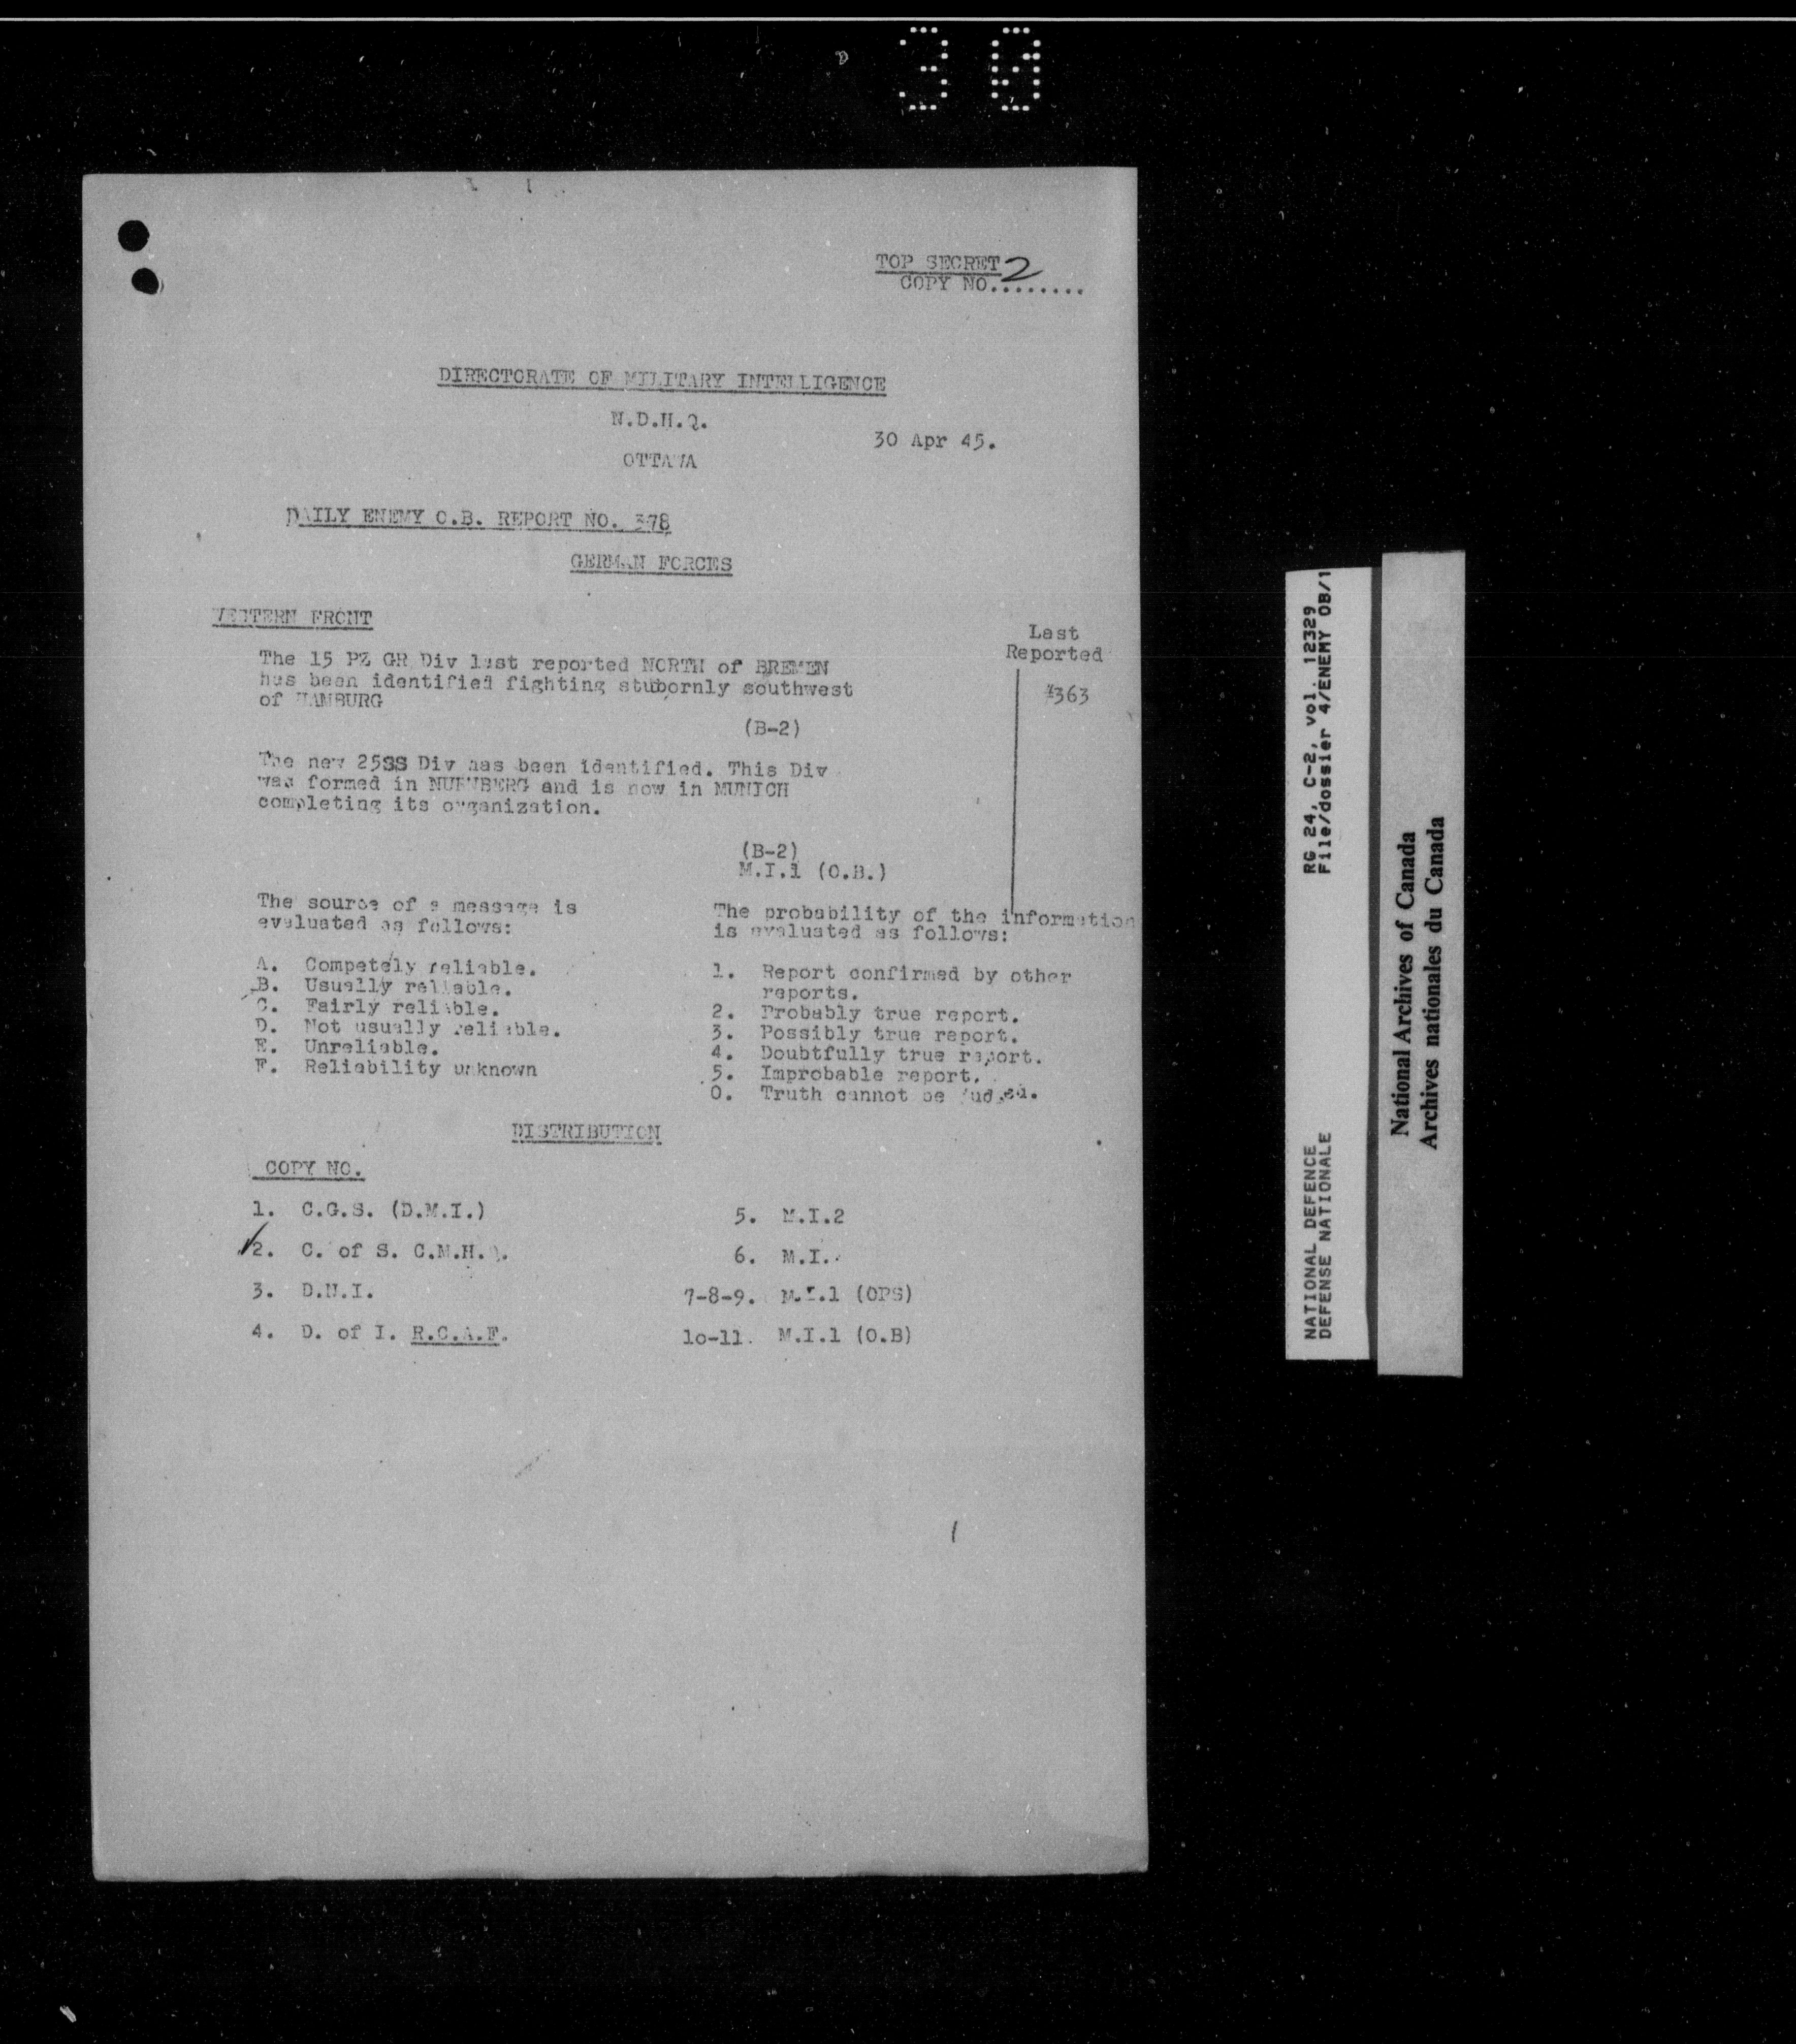 30
TOP SECRET
COPY NO. 2........
DIRECTORATE OF MILITARY INTELLIGENCE
N.D.H.Q.
30 Apr 45.
OTTAWA
DAILY ENEMY O.B. REPORT NO. 378
GERMAN FORCES
WESTERN FRONT
Last
Reported
The 15 PZ GR Div last reported NORTH of BREMEN
has been identified fighting stubbornly southwest
of HAMBURG
#363
(B-2)
The new 25SS Div has been identified. This Div
was formed in NURNBERG and is now in MUNICH
completing its organization.
(B-2)
M.I.1 (O.B.)
The source of a message is
evaluated as follows:
A. Competely reliable.
B. Usually reliable.
C. Fairly reliable.
D. Not usually reliable.
E. Unreliable.
F. Reliability unknown
The probability of the information
is evaluated as follows:
1. Report confirmed by other
reports.
2. Probably true report.
3. Possibly true report.
4. Doubtfully true report.
5. Improbable report.
0. Truth cannot be judged.
DISTRIBUTION
COPY NO.
1. C.G.S. (D.M.I.)
2. C. of S. C.M.H.Q.
3. D.N.I.
4. D. of I. R.C.A.F.
5. M.I.2
6. M.I.
7-8-9. M.I.1 (OPS)
10-11. M.I.1 (O.B)
RG 24, C-2, vol. 12329
File/dossier 4/ENEMY OB/1
NATIONAL DEFENCE
DEFENSE NATIONALE
National Archives of Canada
Archives nationales du Canada